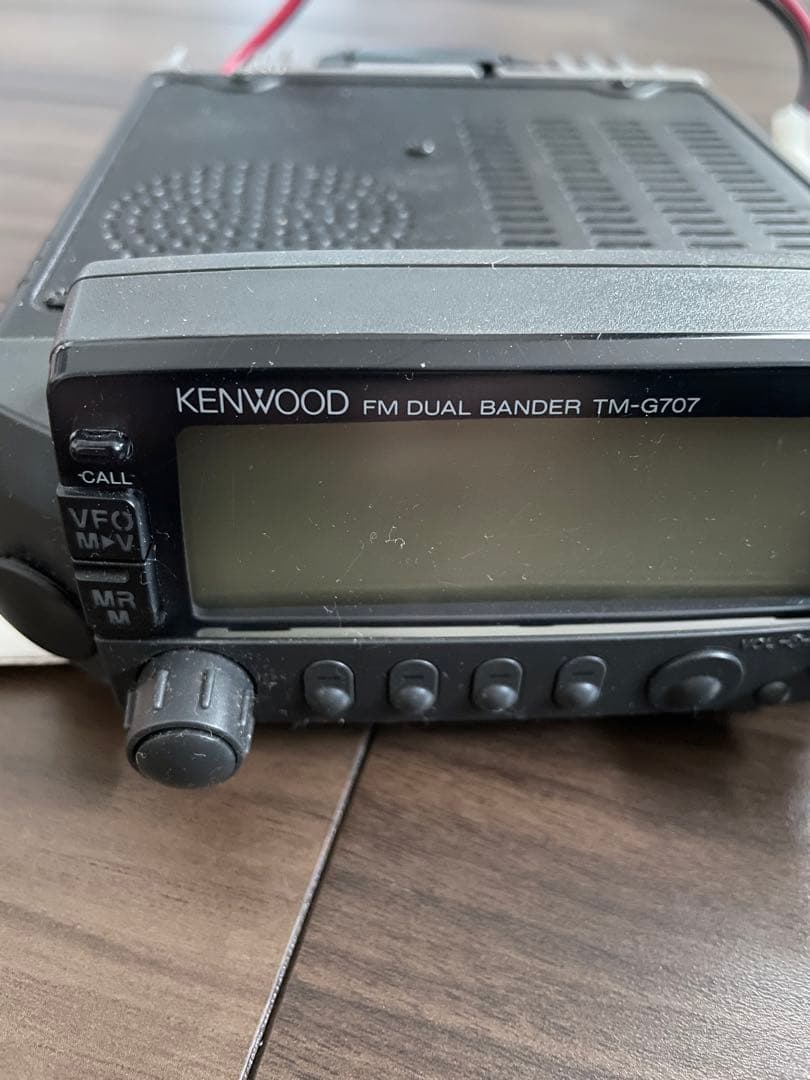 KENWOOD FM DUAL BANDER TM-G707
CALL
VFO
M▶V
MR
M